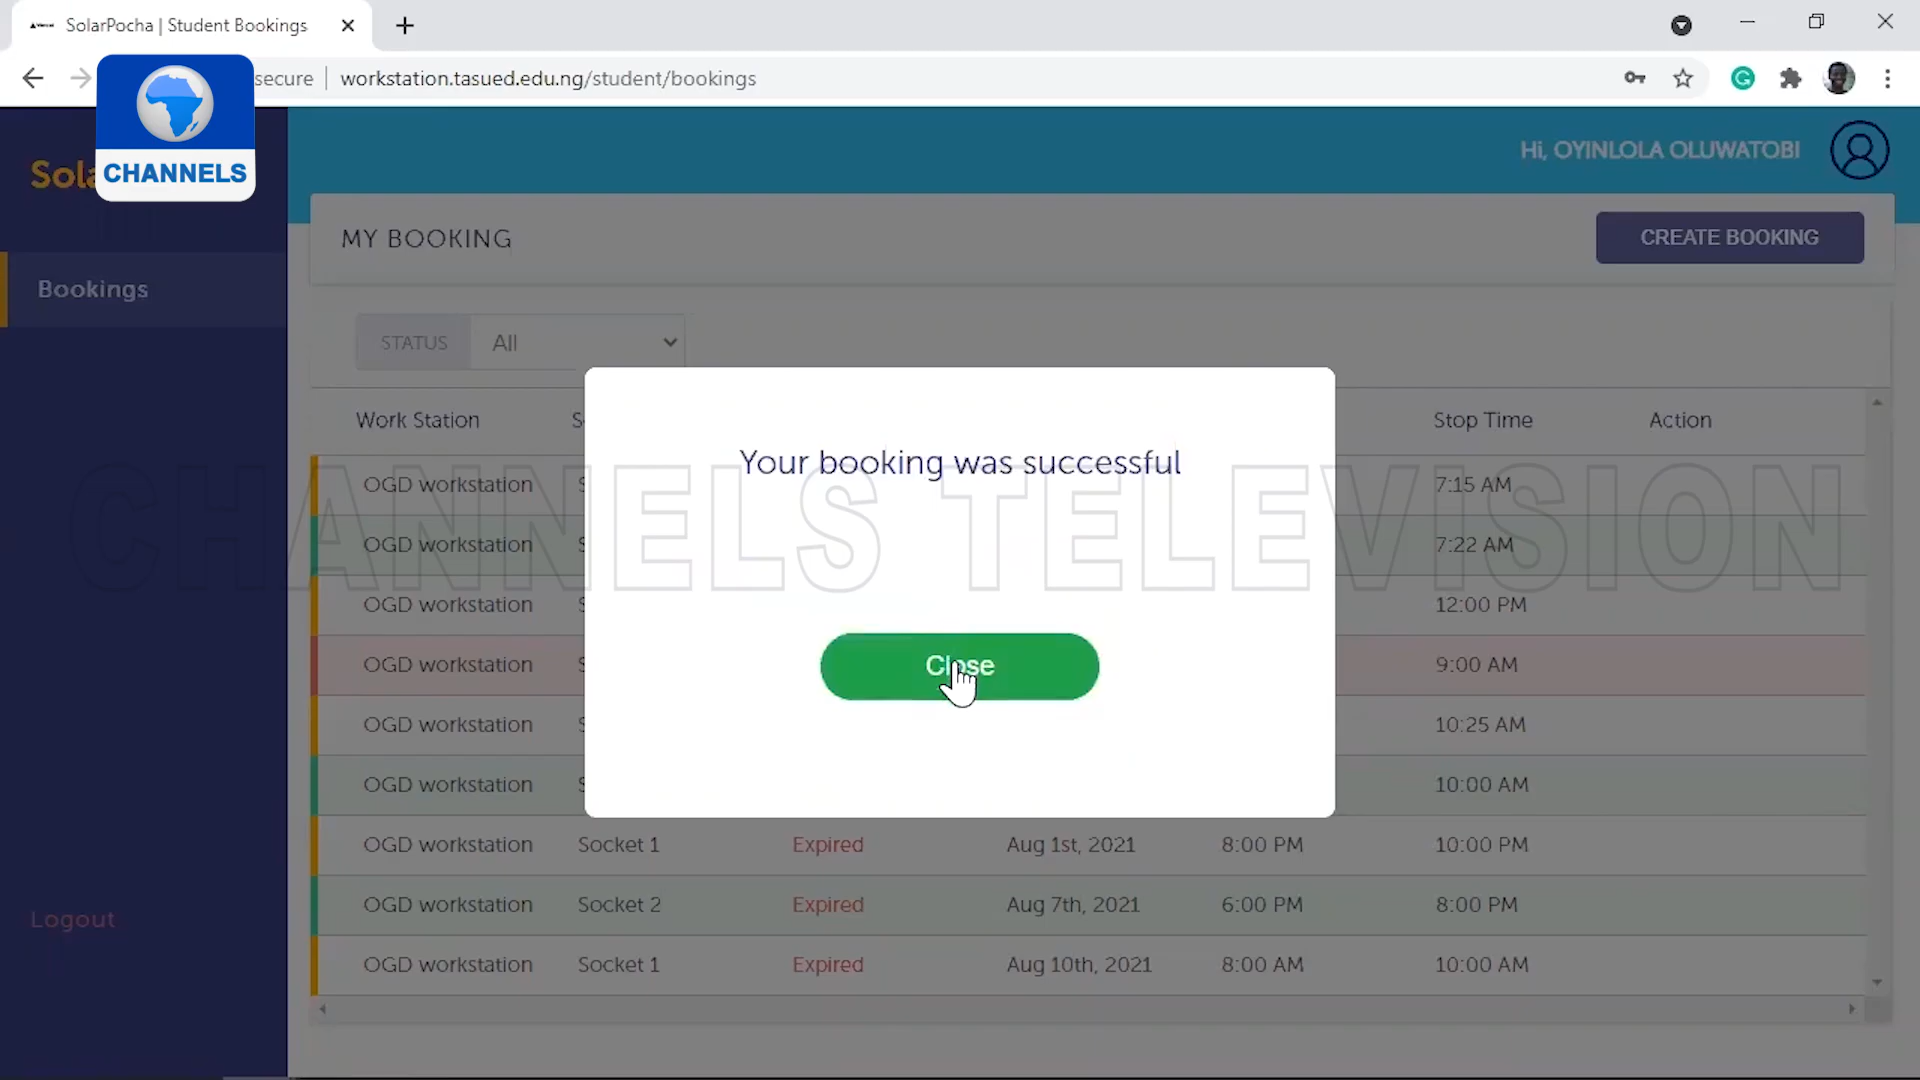 SolarPocha | Student Bookings
secure
workstation.tasued.edu.ng/student/bookings
CHANNELS
Sola
Hi, OYINLOLA OLUWATOBI
MY BOOKING
CREATE BOOKING
Bookings
STATUS
All
Work Station
S
Stop Time
Action
Your booking was successful
CHANNELS TELEVISION
OGD workstation S 7:15 AM
OGD workstation S 7:22 AM
OGD workstation S 12:00 PM
OGD workstation S 9:00 AM
Close
OGD workstation S 10:25 AM
OGD workstation S 10:00 AM
OGD workstation Socket 1 Expired Aug 1st, 2021 8:00 PM 10:00 PM
OGD workstation Socket 2 Expired Aug 7th, 2021 6:00 PM 8:00 PM
Logout
OGD workstation Socket 1 Expired Aug 10th, 2021 8:00 AM 10:00 AM